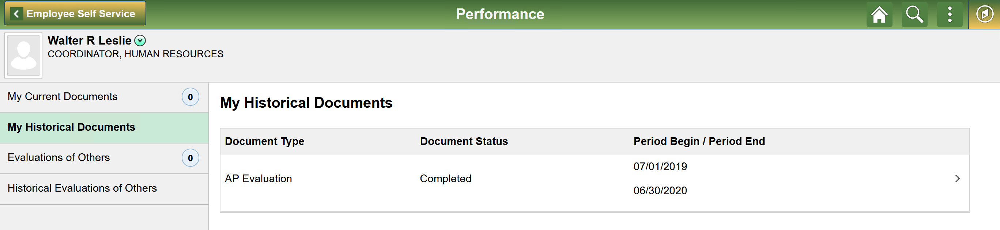 Employee Self Service
Performance
Walter R Leslie
COORDINATOR, HUMAN RESOURCES
My Current Documents 0
My Historical Documents
Evaluations of Others 0
Historical Evaluations of Others
My Historical Documents
Document Type Document Status Period Begin / Period End
AP Evaluation Completed 07/01/2019
06/30/2020